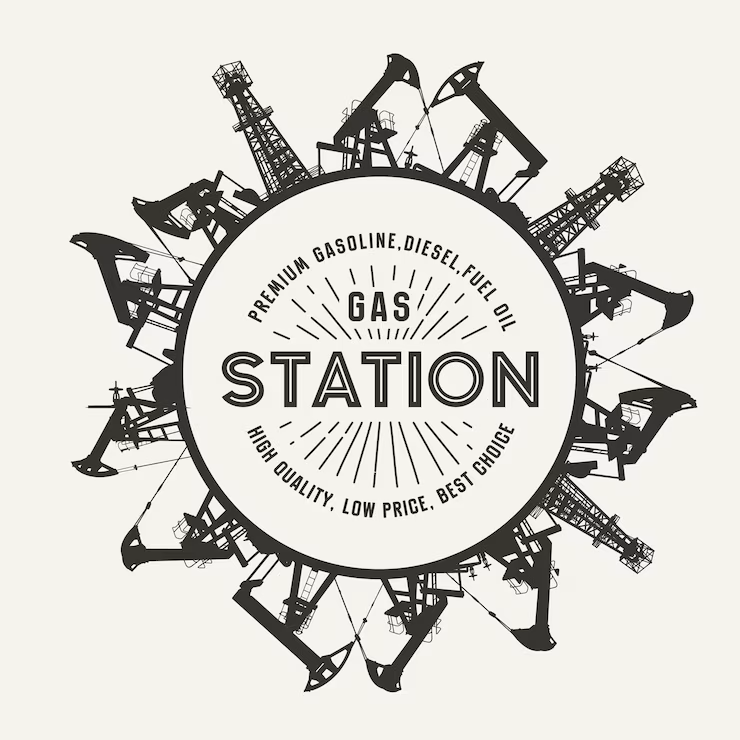 PREMIUM GASOLINE,DIESEL,FUEL OIL
GAS
STATION
HIGH QUALITY, LOW PRICE, BEST CHOICE